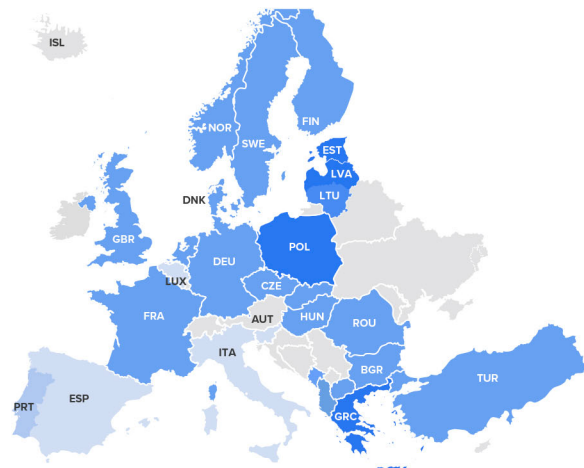 ISL
NOR
FIN
SWE
EST
LVA
LTU
DNK
GBR
POL
DEU
LUX
CZE
FRA
AUT
HUN
ROU
ITA
BGR
TUR
ESP
PRT
GRC